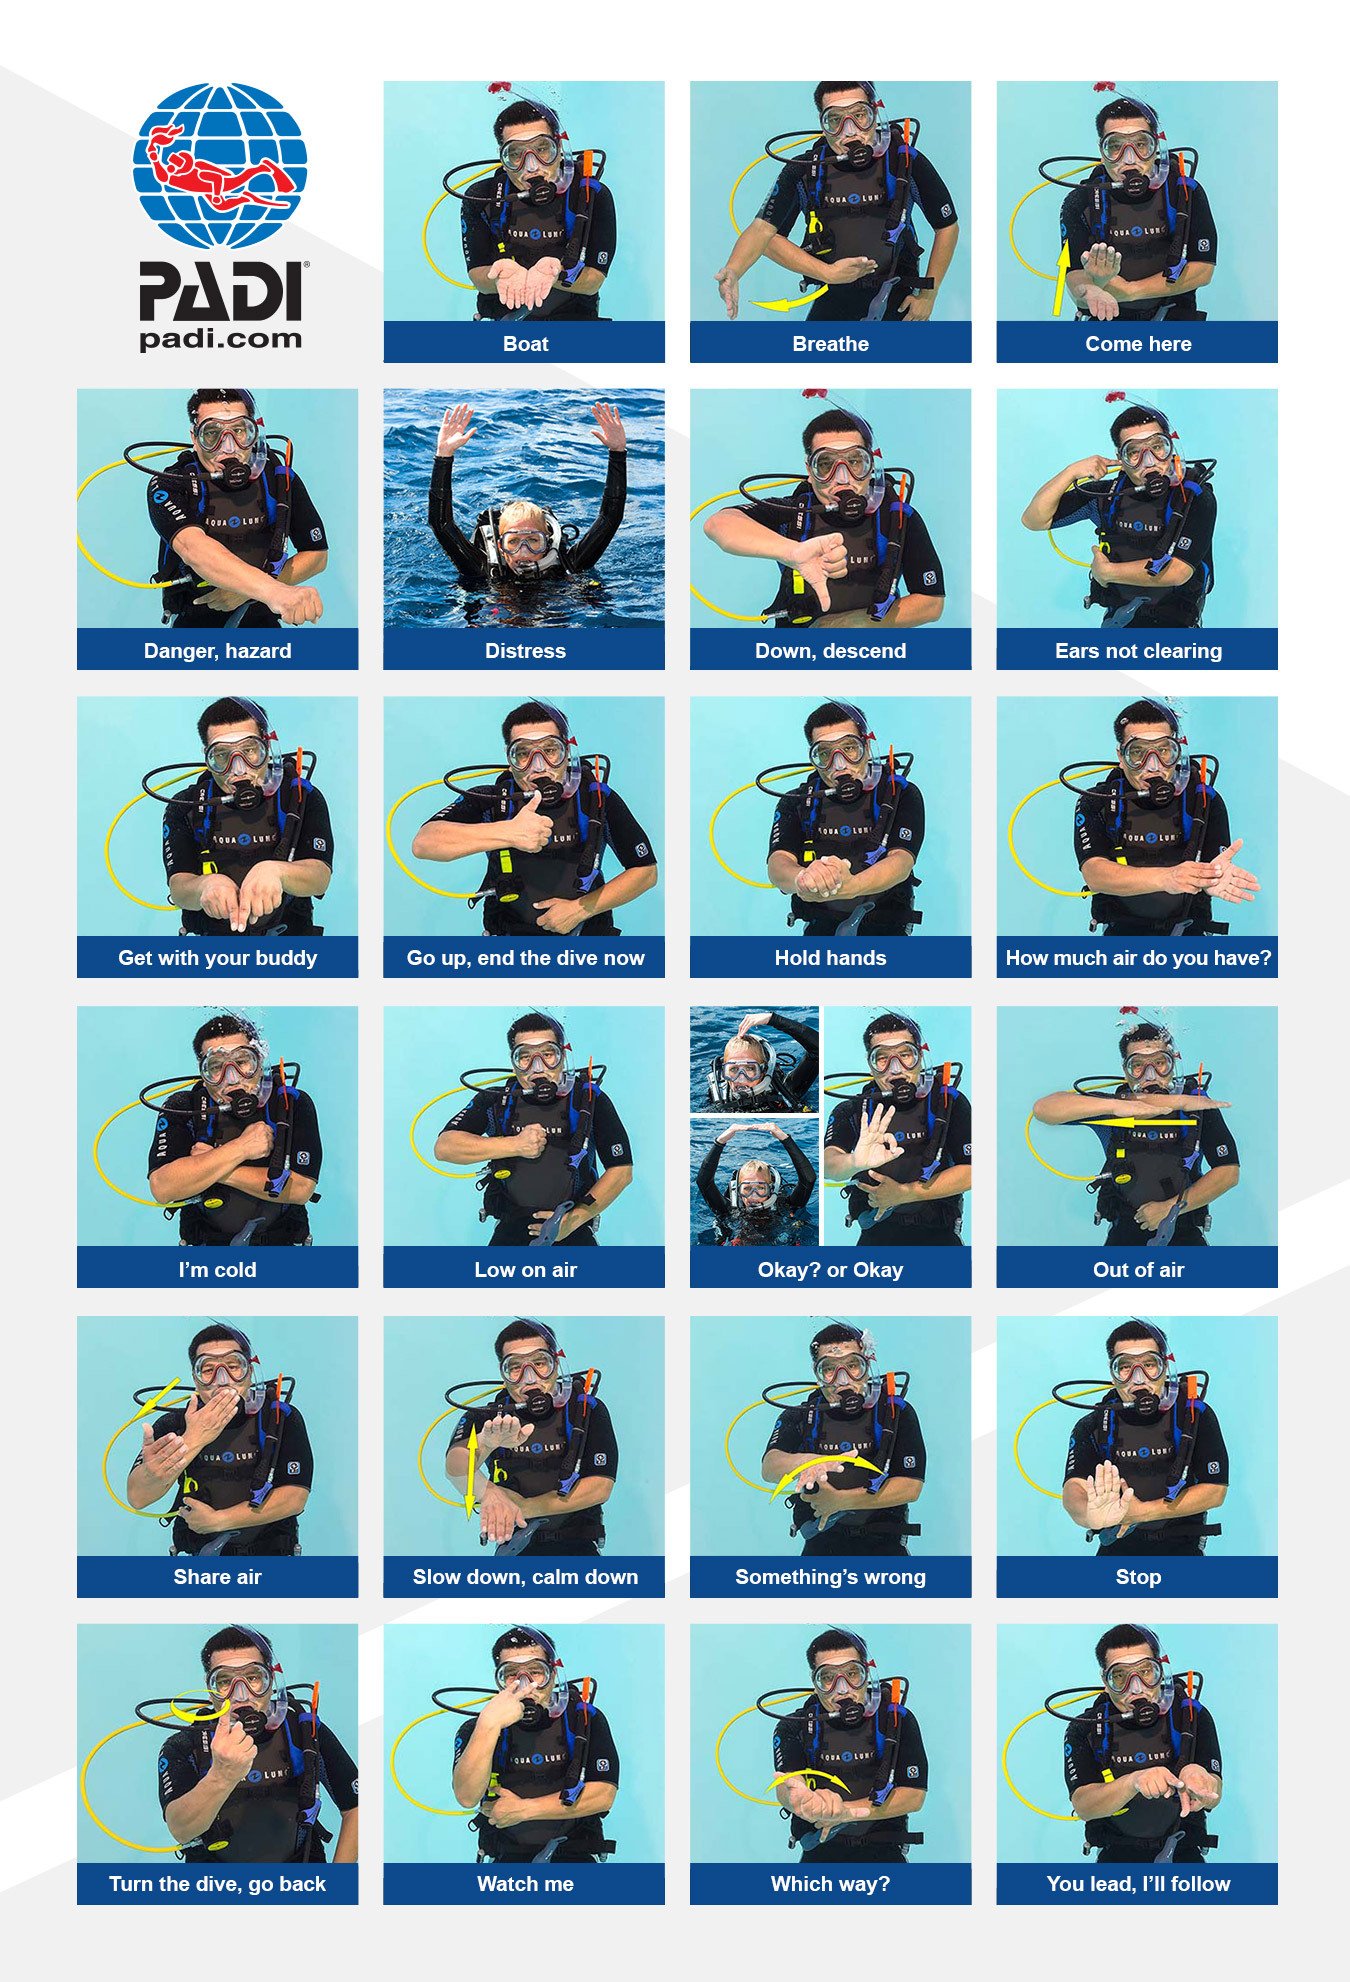 PADI®
padi.com
Boat
Breathe
Come here
Danger, hazard
Distress
Down, descend
Ears not clearing
Get with your buddy
Go up, end the dive now
Hold hands
How much air do you have?
I'm cold
Low on air
Okay? or Okay
Out of air
Share air
Slow down, calm down
Something's wrong
Stop
Turn the dive, go back
Watch me
Which way?
You lead, I'll follow